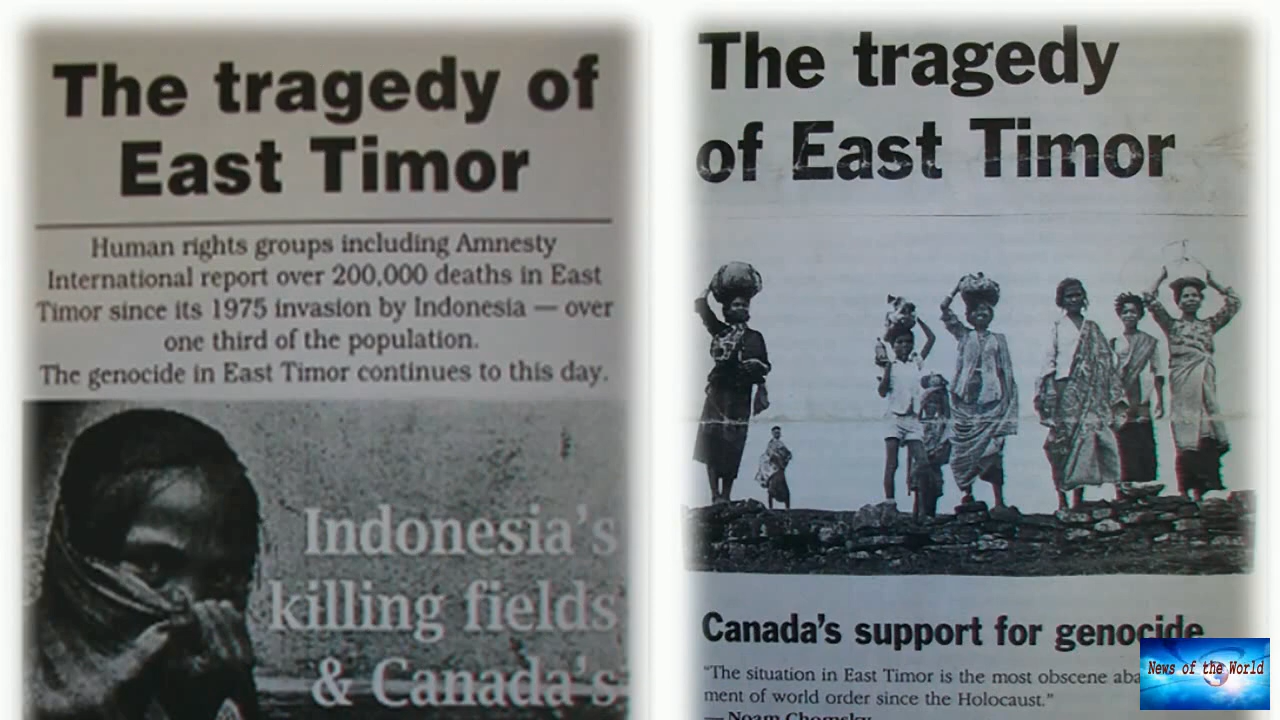 The tragedy of
East Timor
Human rights groups including Amnesty
International report over 200,000 deaths in East
Timor since its 1975 invasion by Indonesia — over
one third of the population.
The genocide in East Timor continues to this day.
Indonesia's
killing fields
& Canada's
The tragedy
of East Timor
Canada's support for genocide
"The situation in East Timor is the most obscene
ment of world order since the Holocaust."
— Noam Chomsky
News of the World